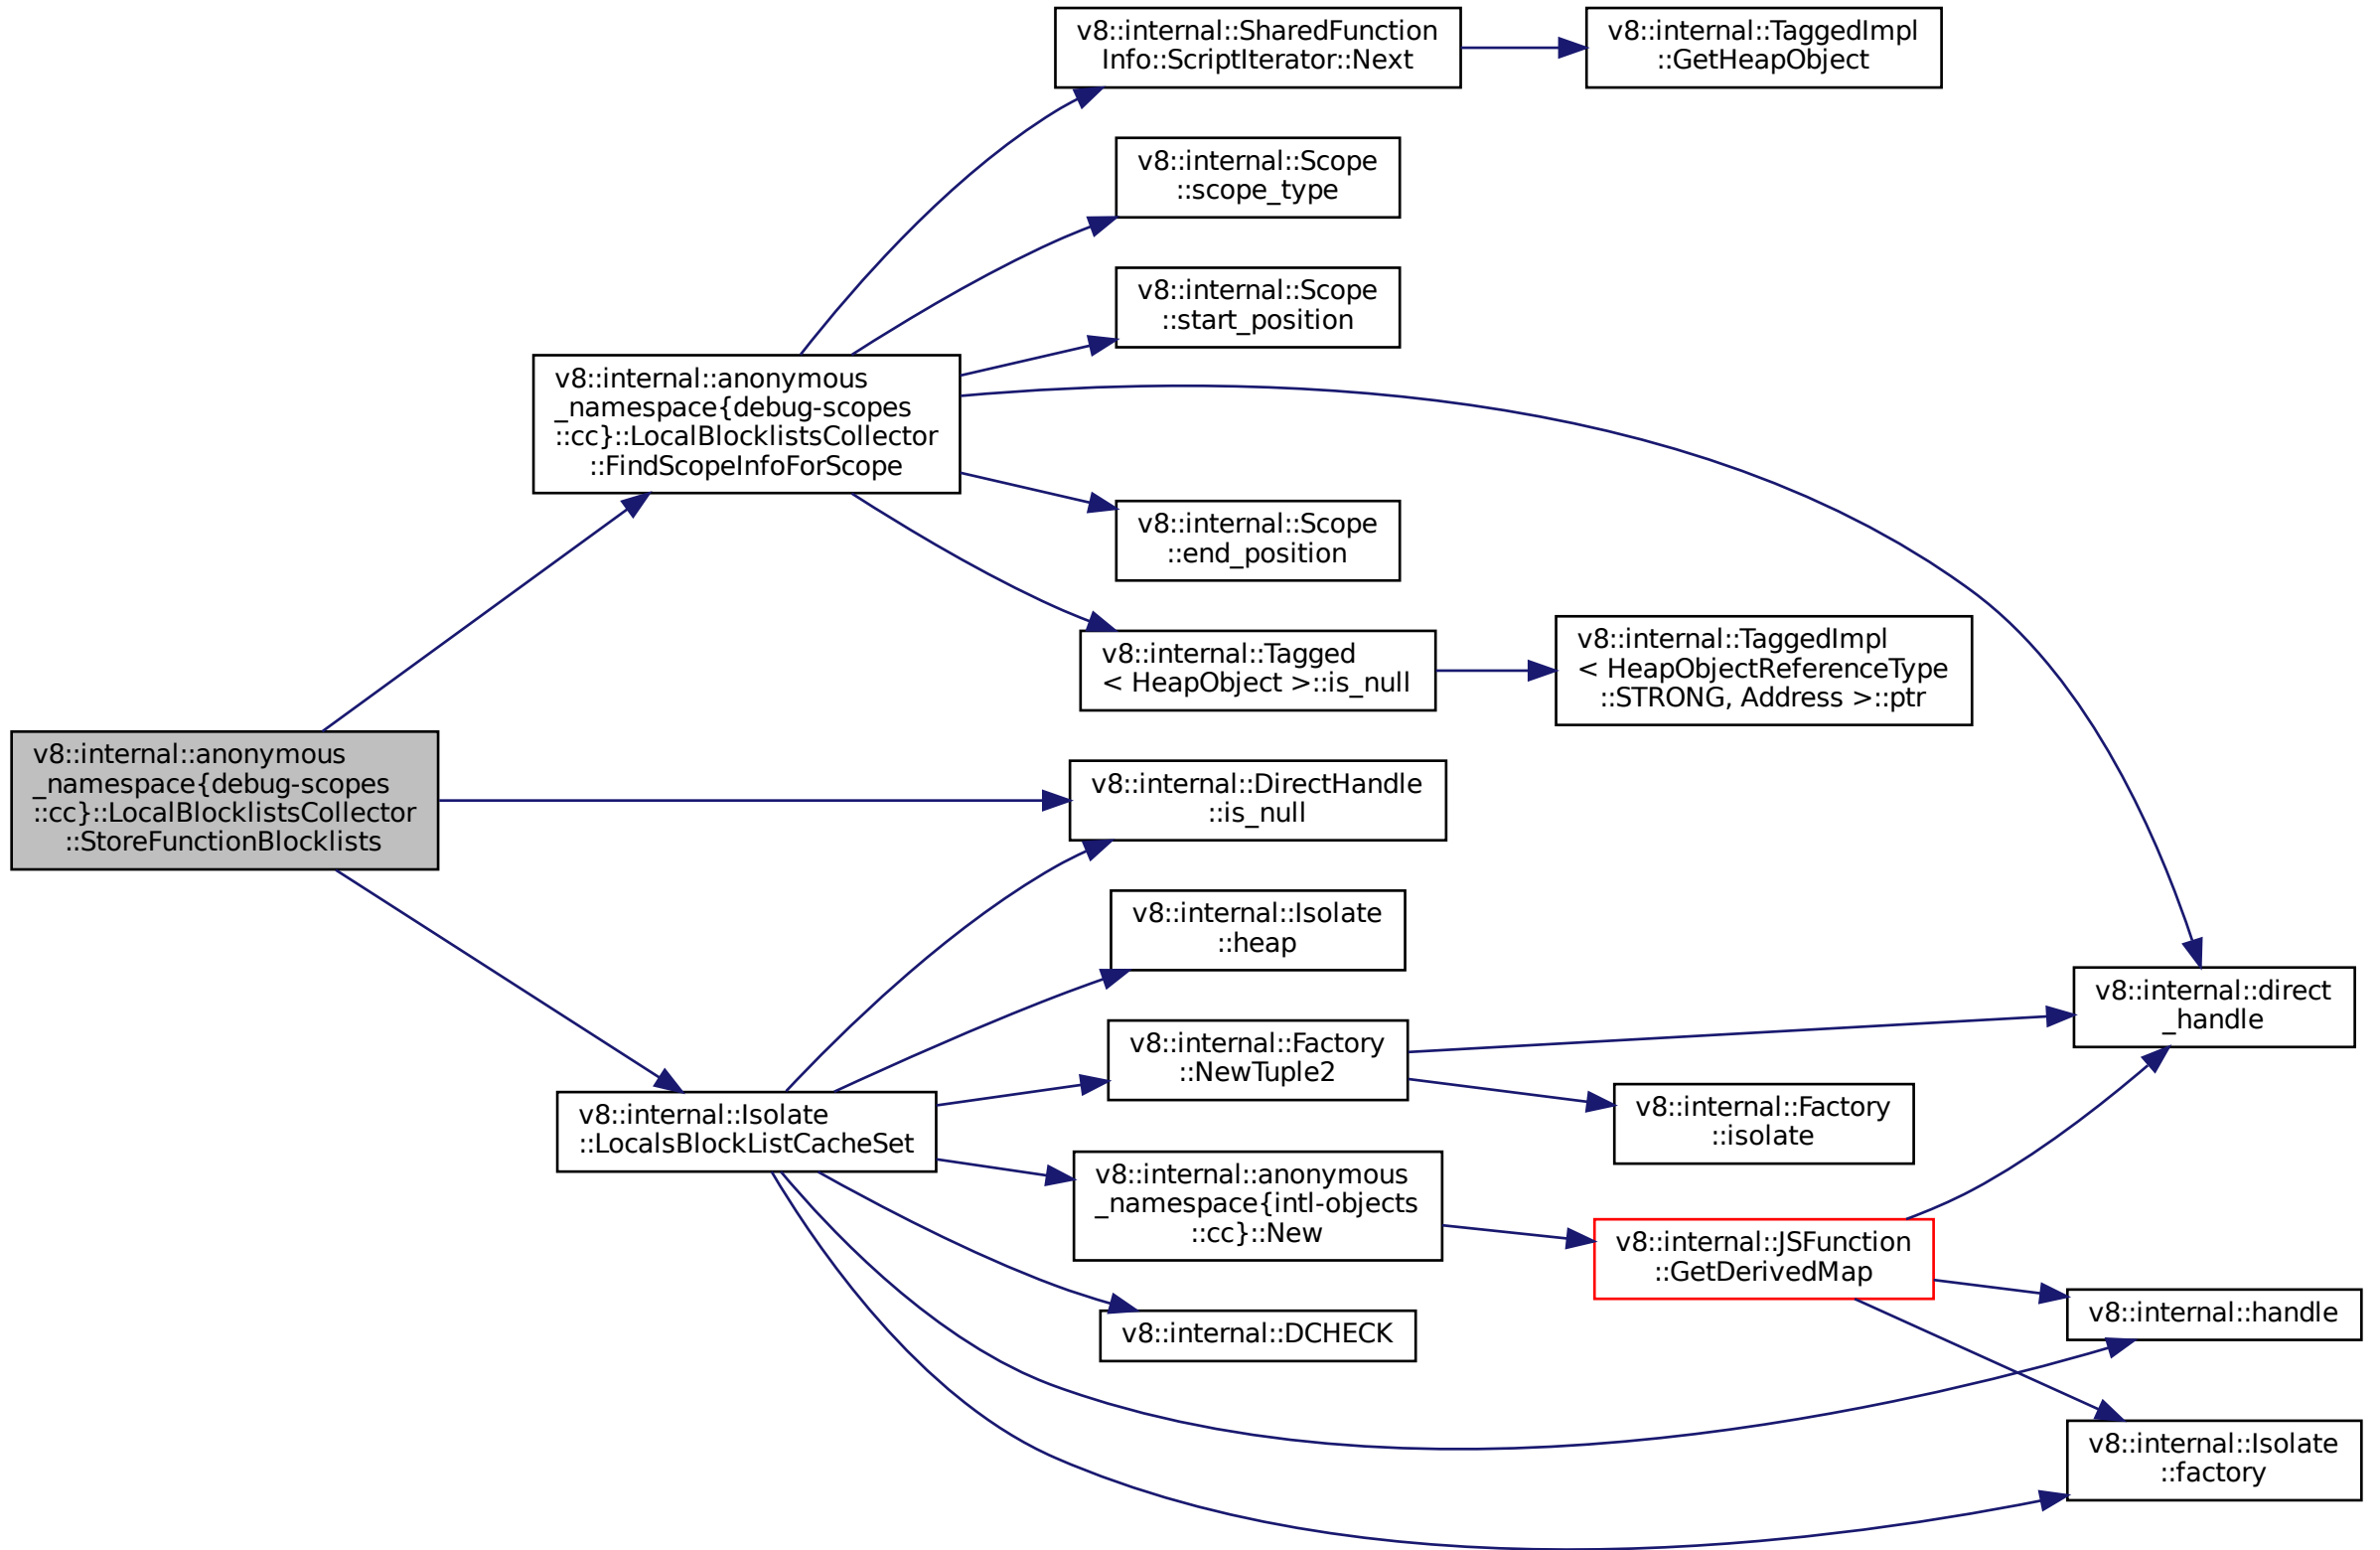 v8::internal::SharedFunction
Info::ScriptIterator::Next
v8::internal::TaggedImpl
::GetHeapObject
v8::internal::Scope
::scope_type
v8::internal::Scope
::start_position
v8::internal::anonymous
_namespace{debug-scopes
::cc}::LocalBlocklistsCollector
::FindScopeInfoForScope
v8::internal::Scope
::end_position
v8::internal::Tagged
< HeapObject >::is_null
v8::internal::TaggedImpl
< HeapObjectReferenceType
::STRONG, Address >::ptr
v8::internal::anonymous
_namespace{debug-scopes
::cc}::LocalBlocklistsCollector
::StoreFunctionBlocklists
v8::internal::DirectHandle
::is_null
v8::internal::Isolate
::heap
v8::internal::direct
_handle
v8::internal::Factory
::NewTuple2
v8::internal::Isolate
::LocalsBlockListCacheSet
v8::internal::Factory
::isolate
v8::internal::anonymous
_namespace{intl-objects
::cc}::New
v8::internal::JSFunction
::GetDerivedMap
v8::internal::DCHECK
v8::internal::handle
v8::internal::Isolate
::factory